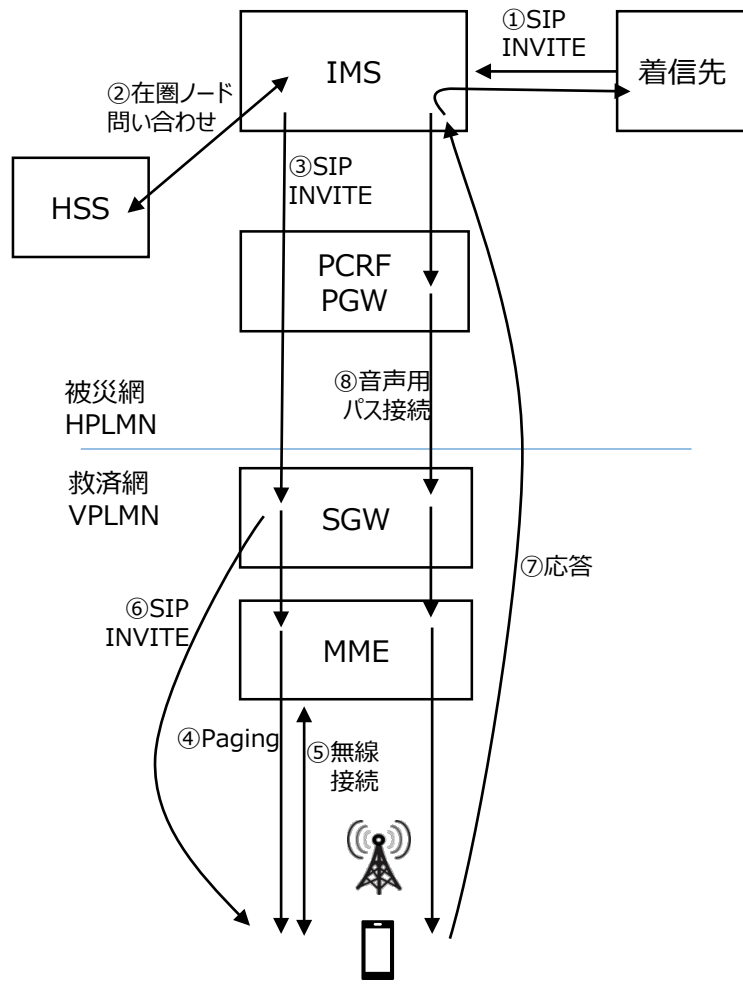 ①SIP
INVITE
IMS
着信先
②在圏ノード
問い合わせ
③SIP
INVITE
HSS
PCRF
PGW
⑧音声用
パス接続
被災網
HPLMN
救済網
VPLMN
SGW
⑦応答
⑥SIP
INVITE
MME
④Paging
⑤無線
接続